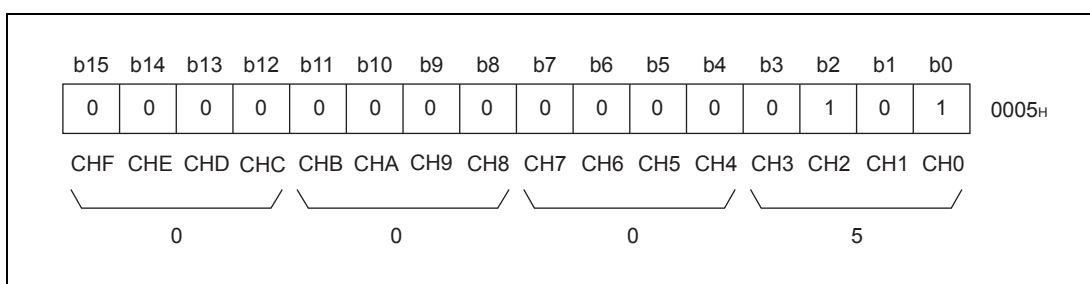 b15 b14 b13 b12 b11 b10 b9 b8 b7 b6 b5 b4 b3 b2 b1 b0
0 0 0 0 0 0 0 0 0 0 0 0 0 1 0 1 0005H
CHF CHE CHD CHC CHB CHA CH9 CH8 CH7 CH6 CH5 CH4 CH3 CH2 CH1 CH0
0 0 0 5